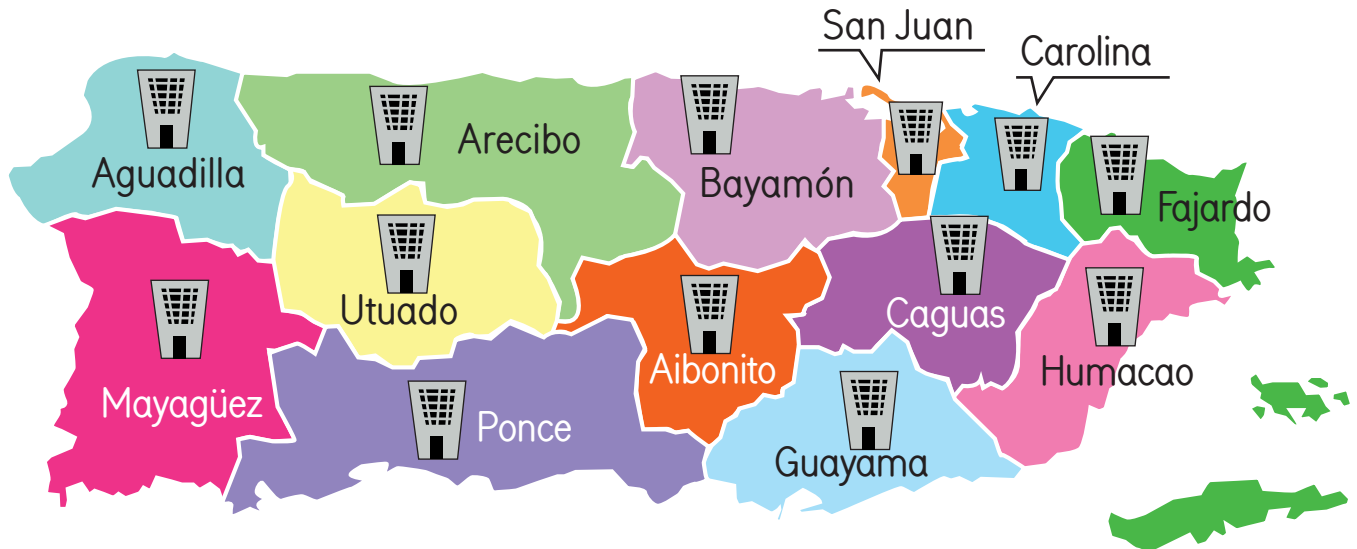 San Juan
Carolina
Arecibo
Aguadilla
Bayamón
Fajardo
Utuado
Caguas
Aibonito
Humacao
Mayagüez
Ponce
Guayama